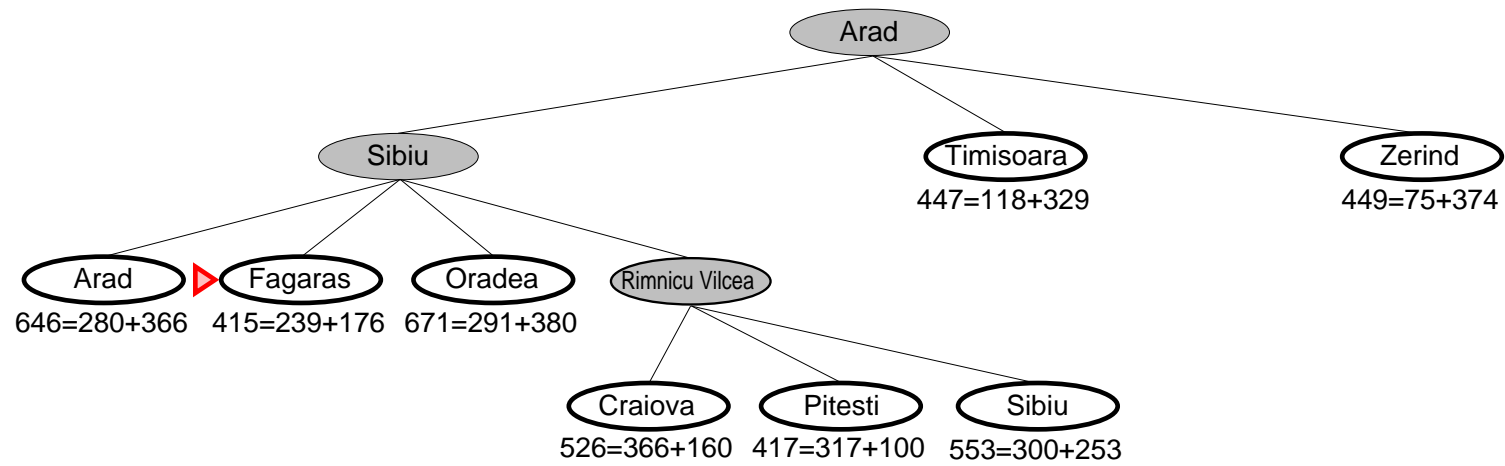 Arad
Sibiu
Timisoara
Zerind
447=118+329
449=75+374
Arad
Fagaras
Oradea
Rimnicu Vilcea
646=280+366
415=239+176
671=291+380
Craiova
Pitesti
Sibiu
526=366+160
417=317+100
553=300+253